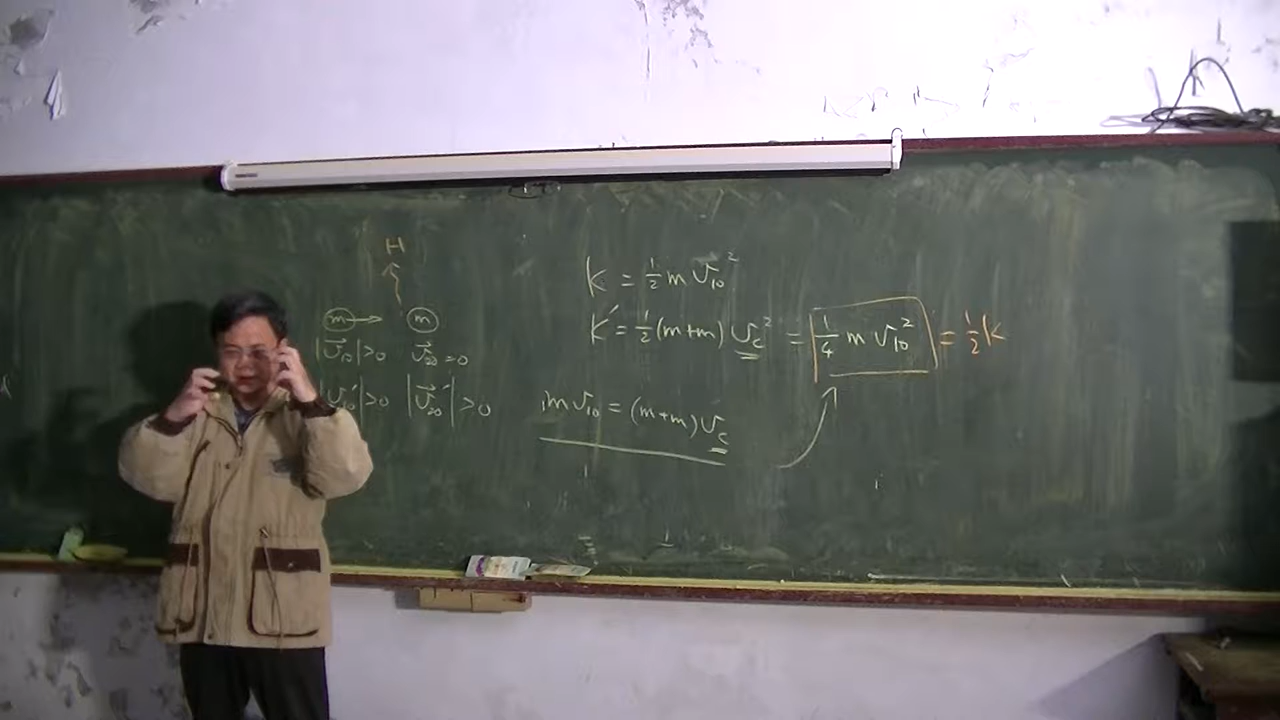 H
m → m
|v⃗₁₀| > 0  v⃗₂₀ = 0
|v⃗₁₀'| > 0  |v⃗₂₀'| > 0
K = ½ m v₁₀²
K' = ½ (m+m) v_c² = ¼ m v₁₀² = ½ K
m v₁₀ = (m+m) v_c